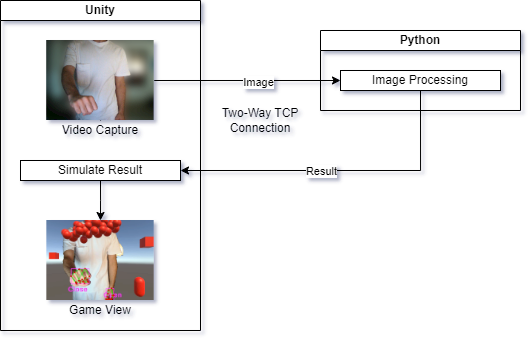 Unity
Python
Image
Image Processing
Video Capture
Two-Way TCP
Connection
Simulate Result
Result
Game View